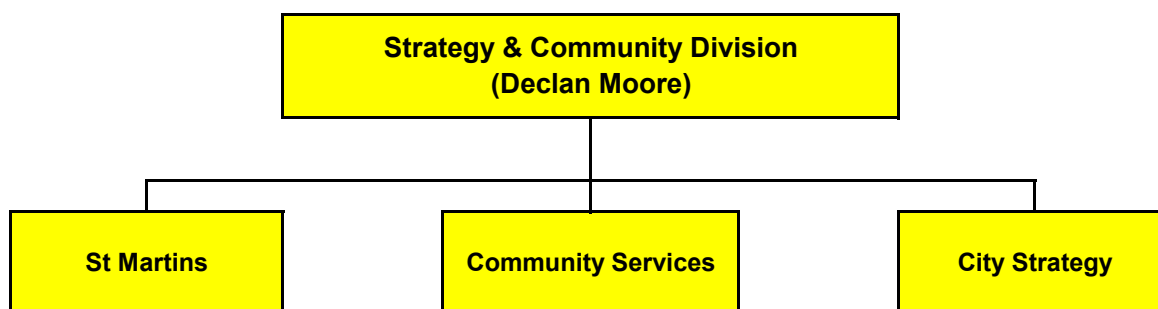 Strategy & Community Division
(Declan Moore)
St Martins
Community Services
City Strategy